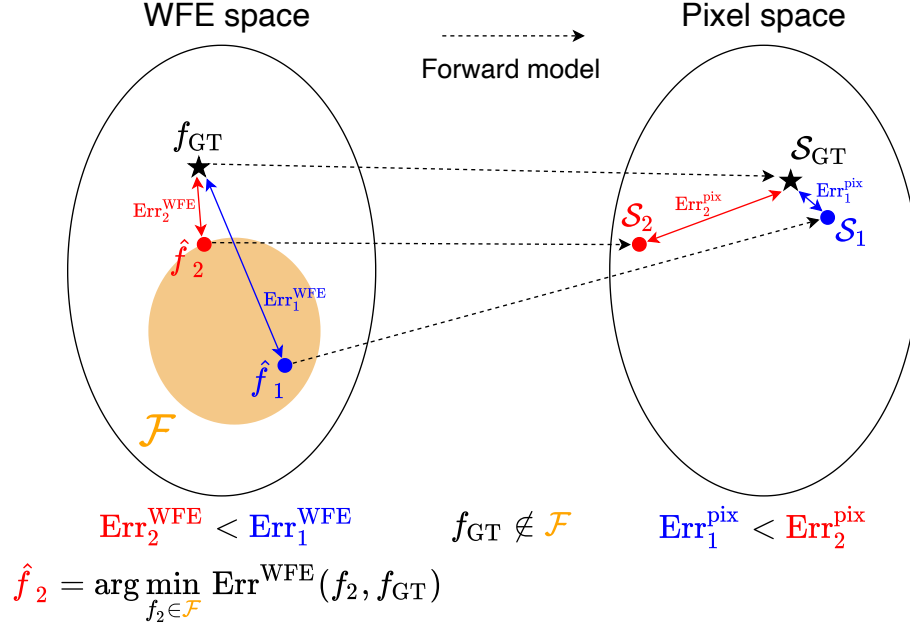 WFE space
Pixel space
Forward model
f_GT
S_GT
Err_2^WFE
Err_2^pix
Err_1^pix
S_2
S_1
f̂_2
Err_1^WFE
f̂_1
F
Err_2^WFE < Err_1^WFE
f_GT ∉ F
Err_1^pix < Err_2^pix
f̂_2 = arg min_{f_2∈F} Err^WFE(f_2, f_GT)